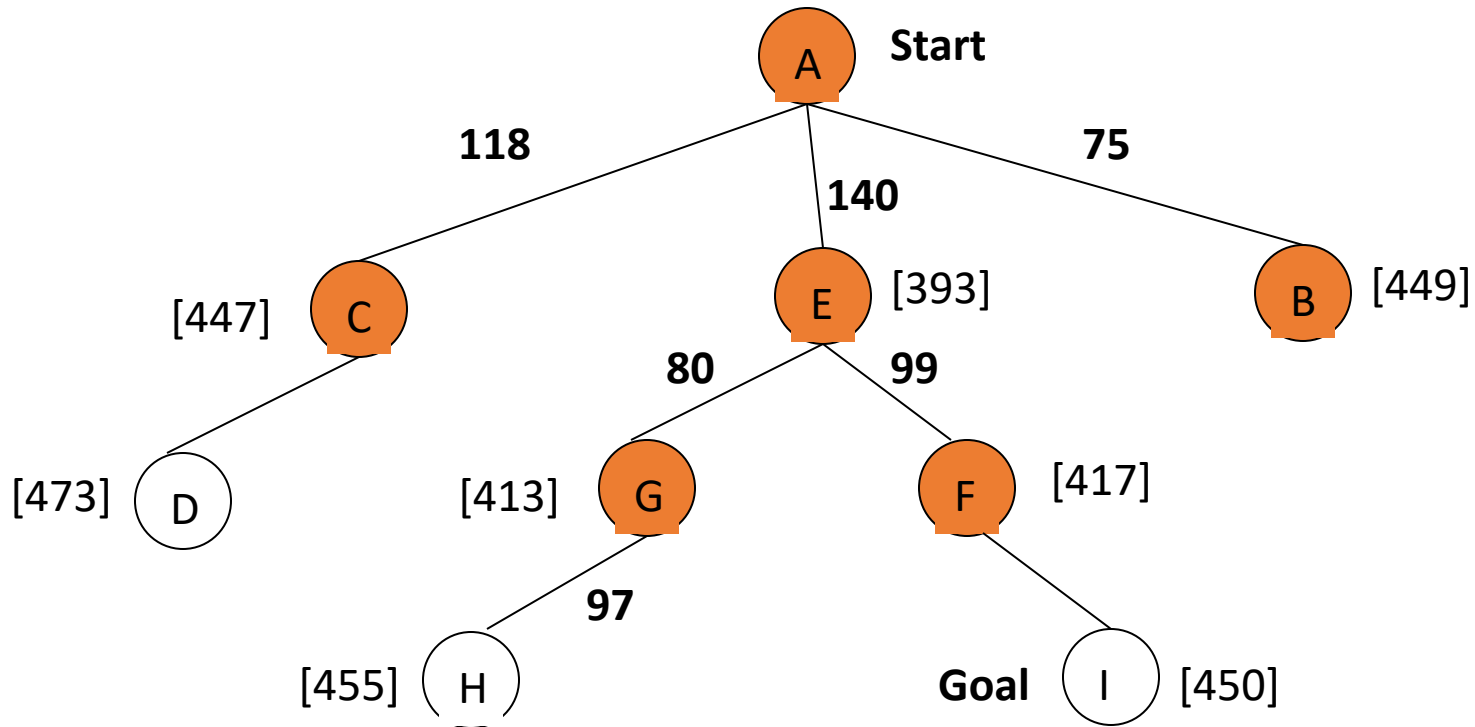 A Start
118
75
140
[447] C
E [393]
B [449]
80
99
[473] D
[413] G
F [417]
97
[455] H
Goal I [450]